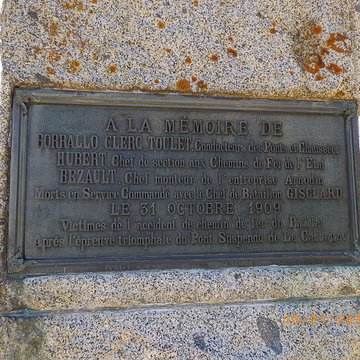 A LA MÉMOIRE DE
BORRALLO, CLERC, TOULET, Conducteurs des Ponts et Chaussées
HUBERT Chef de section aux Chemins de Fer de l'Etat
BEZAULT, Chef monteur de l'entreprise Arnodin
Morts en Service Commandé avec le Chef de Bataillon GISCLARD
LE 31 OCTOBRE 1909
Victimes de l'accident de chemin de fer du Paillat
Après l'épreuve triomphale du Pont Suspendu de La Cassagne